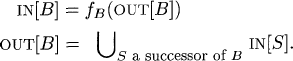 IN[B] = f_B(OUT[B])
OUT[B] = ⋃_{S a successor of B} IN[S].